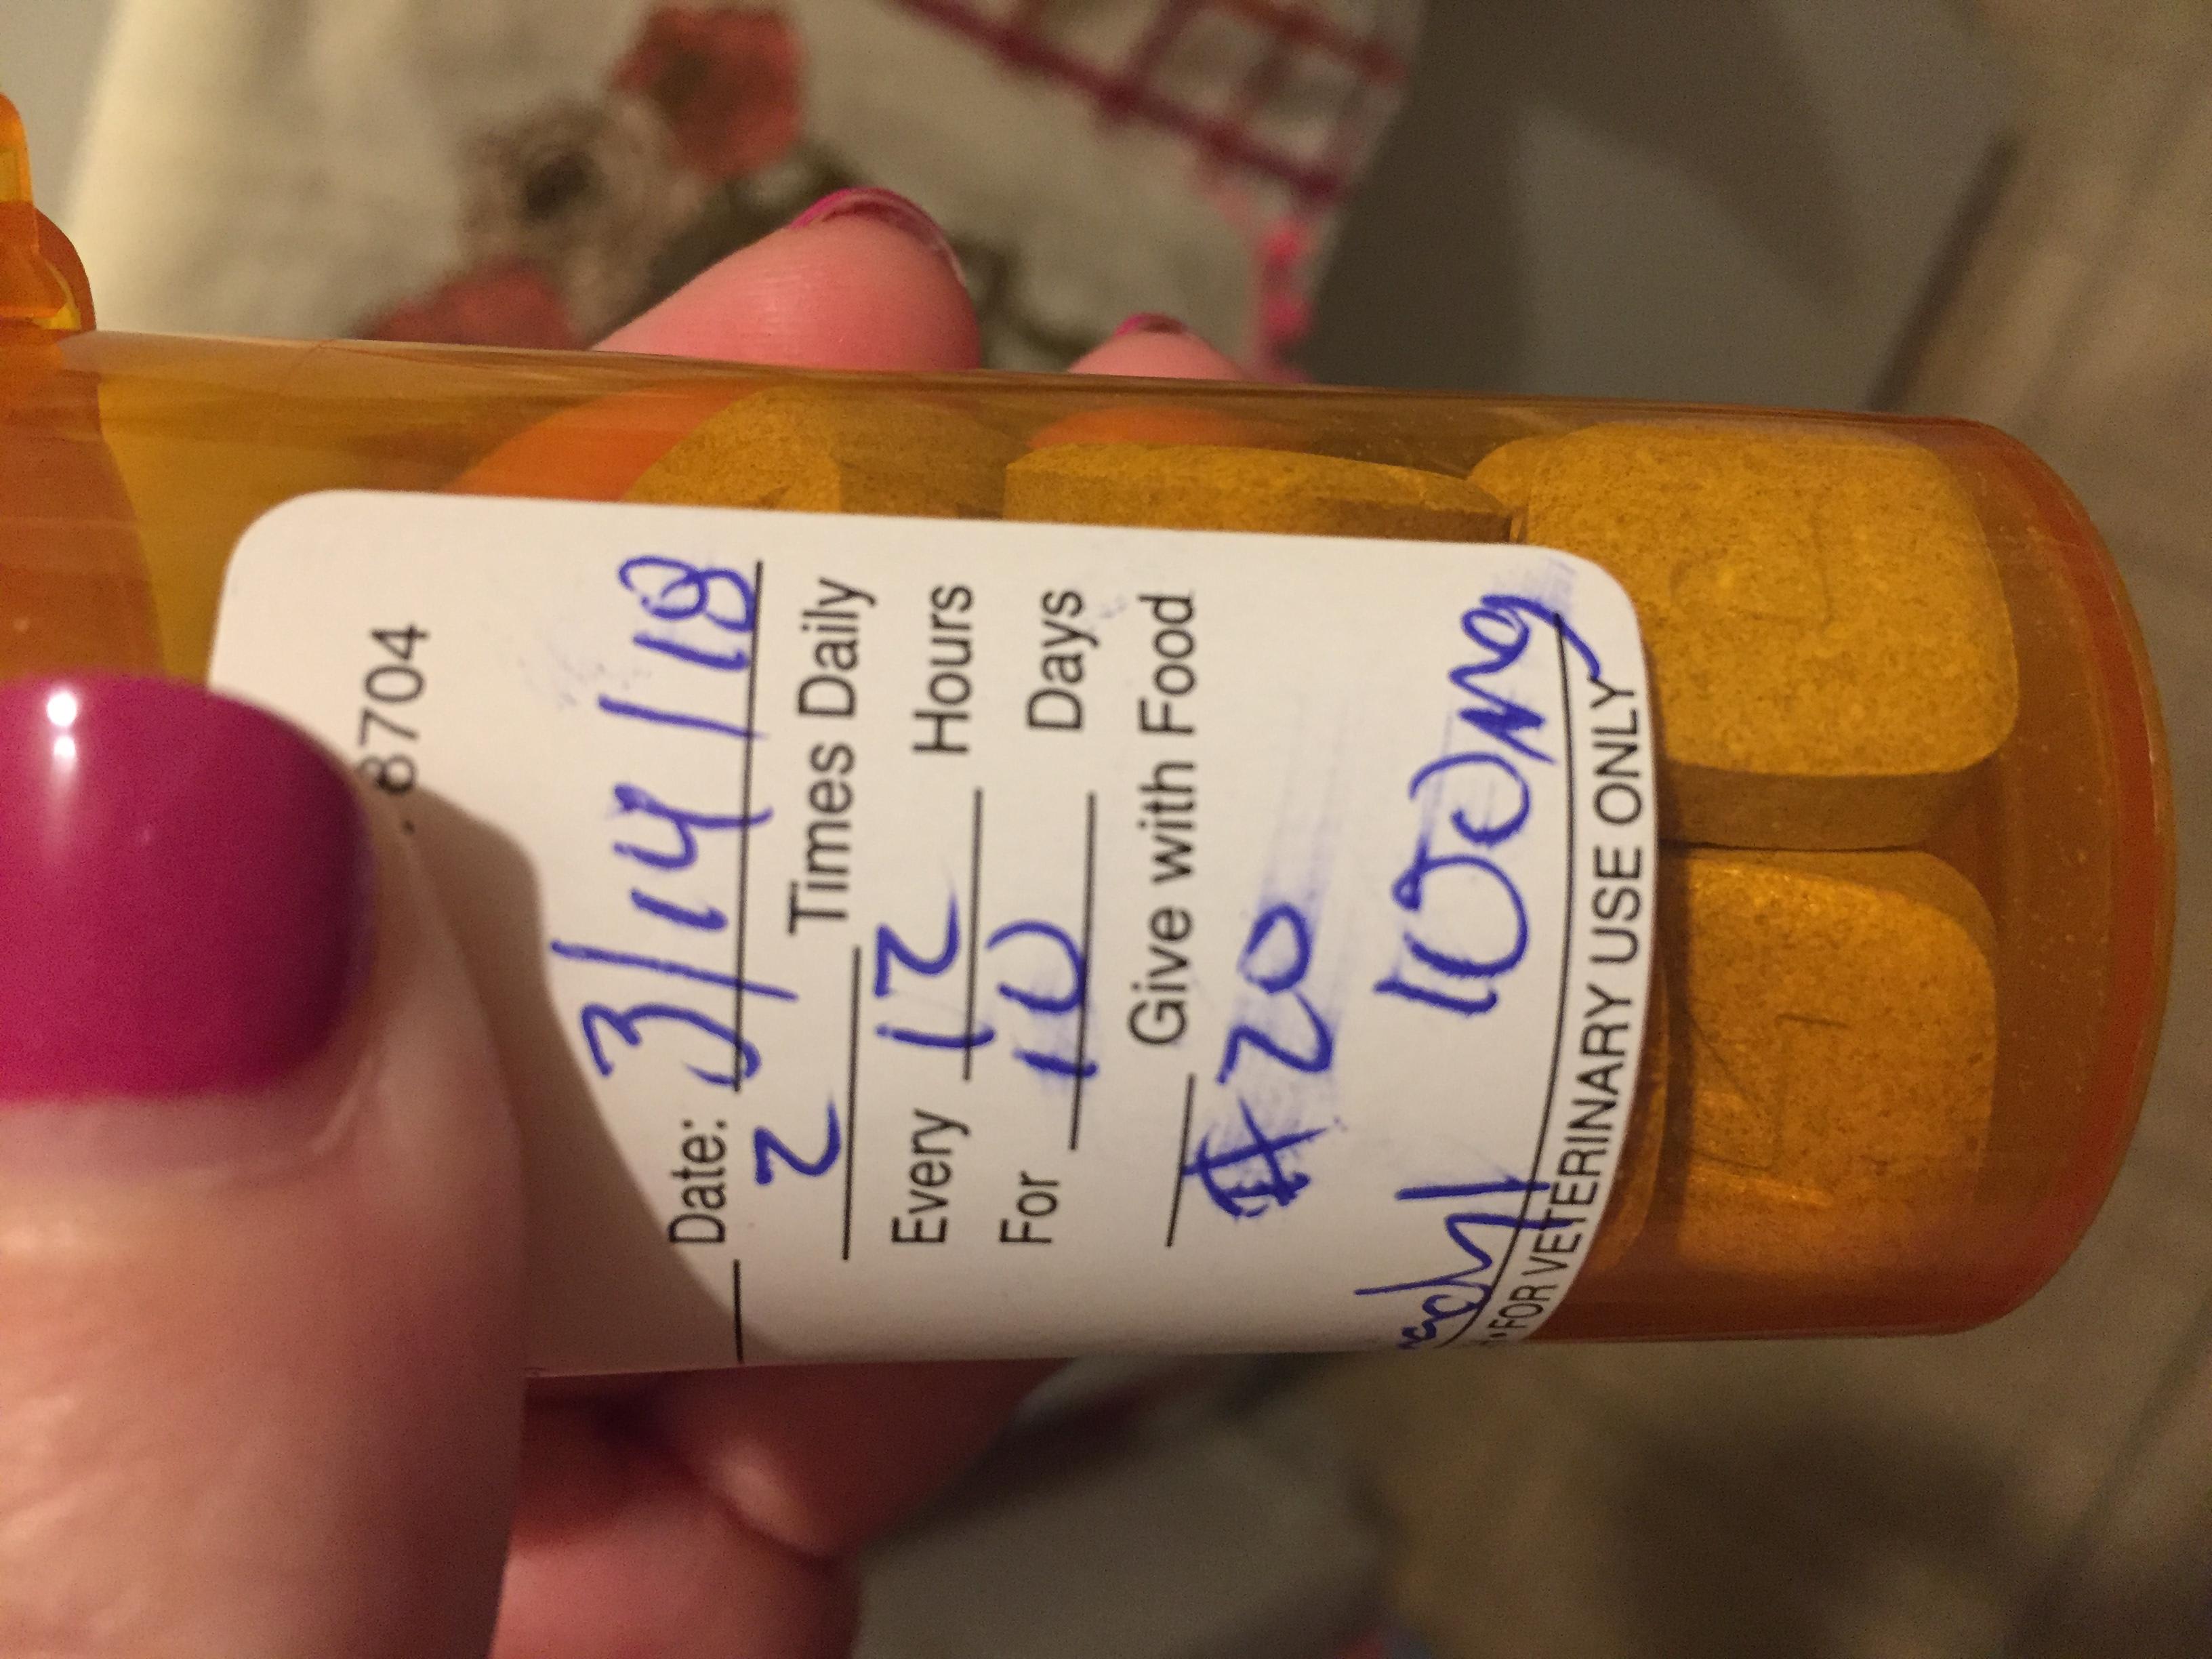 8704
Date: 3/14/18
2 Times Daily
Every 12 Hours
For 10 Days
Give with Food
#20
100mg
FOR VETERINARY USE ONLY